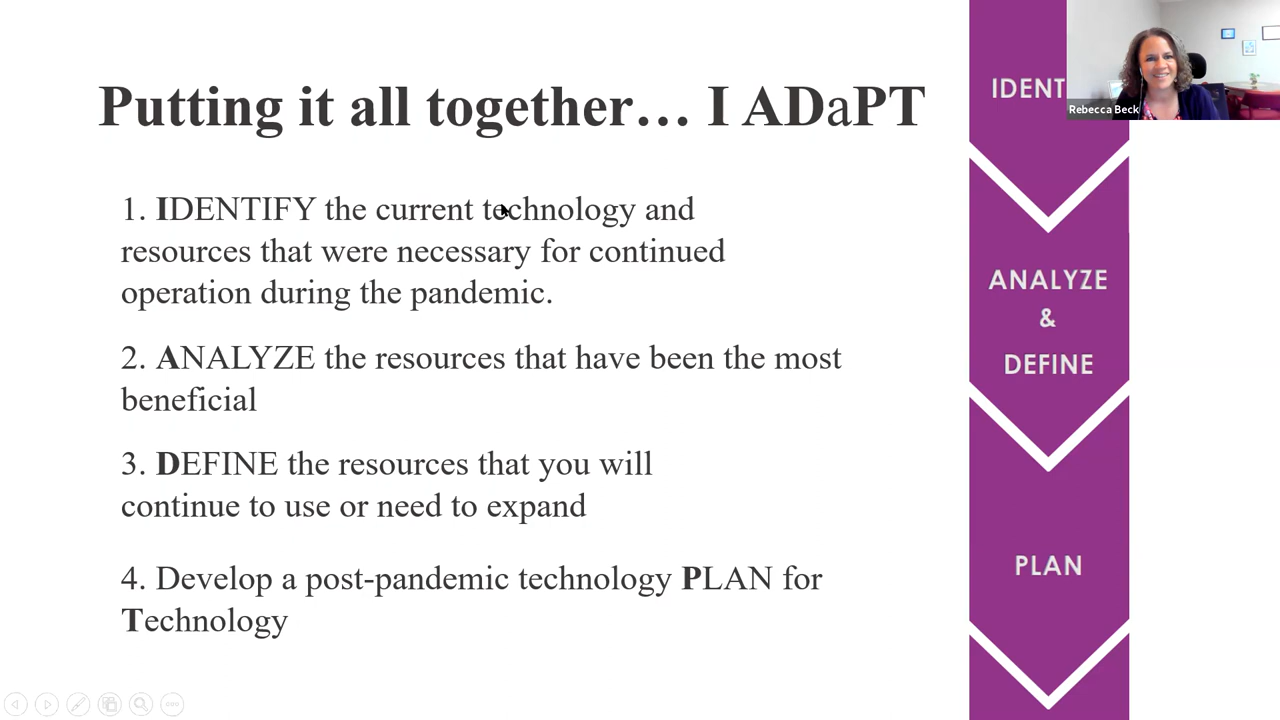 Putting it all together… I ADaPT
1. IDENTIFY the current technology and
resources that were necessary for continued
operation during the pandemic.
2. ANALYZE the resources that have been the most
beneficial
3. DEFINE the resources that you will
continue to use or need to expand
4. Develop a post-pandemic technology PLAN for
Technology
IDENT
Rebecca Beck
ANALYZE
&
DEFINE
PLAN